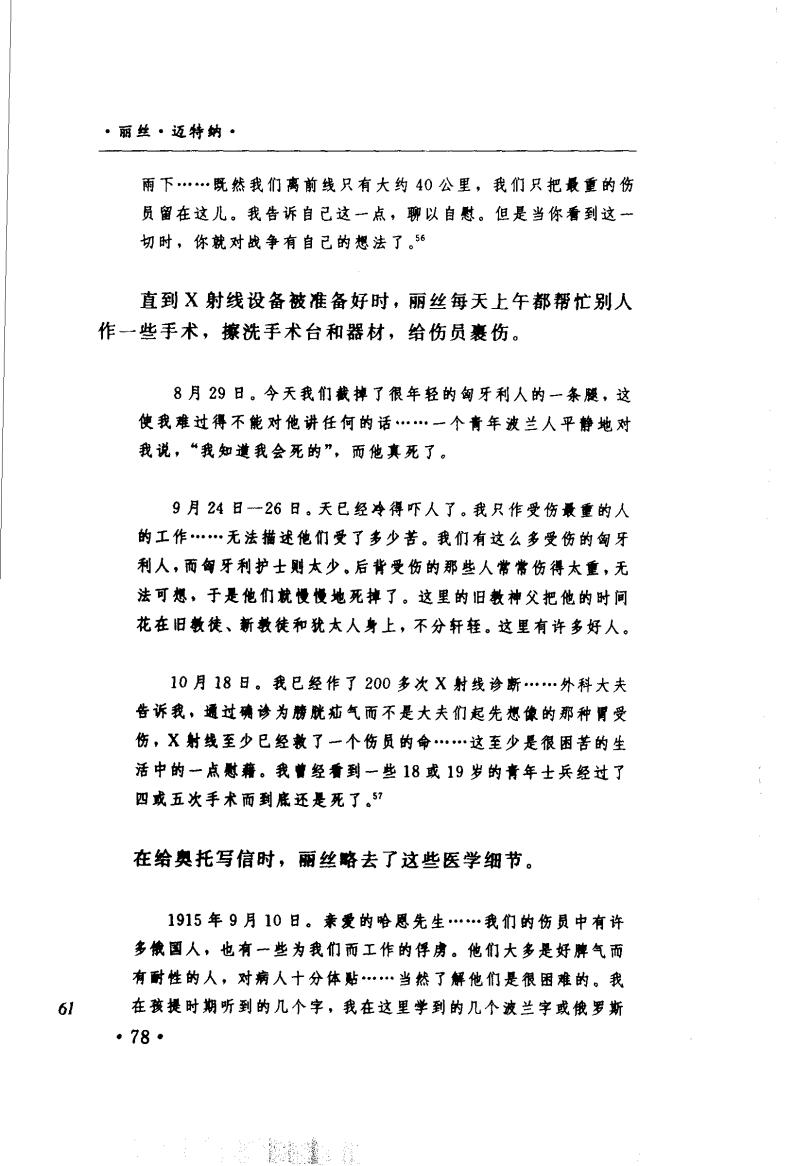 ·丽丝·迈特纳·
雨下……既然我们离前线只有大约 40 公里，我们只把最重的伤
员留在这儿。我告诉自己这一点，聊以自慰。但是当你看到这一
切时，你就对战争有自己的想法了。56
直到 X 射线设备被准备好时，丽丝每天上午都帮忙别人
作一些手术，擦洗手术台和器材，给伤员裹伤。
8 月 29 日。今天我们截掉了很年轻的匈牙利人的一条腿，这
使我难过得不能对他讲任何的话……一个青年波兰人平静地对
我说，“我知道我会死的”，而他真死了。
9 月 24 日—26 日。天已经冷得吓人了。我只作受伤最重的人
的工作……无法描述他们受了多少苦。我们有这么多受伤的匈牙
利人，而匈牙利护士则太少。后背受伤的那些人常常伤得太重，无
法可想，于是他们就慢慢地死掉了。这里的旧教神父把他的时间
花在旧教徒、新教徒和犹太人身上，不分轩轾。这里有许多好人。
10 月 18 日。我已经作了 200 多次 X 射线诊断……外科大夫
告诉我，通过确诊为膀胱疝气而不是大夫们起先想像的那种胃受
伤，X 射线至少已经救了一个伤员的命……这至少是很困苦的生
活中的一点慰藉。我曾经看到一些 18 或 19 岁的青年士兵经过了
四或五次手术而到底还是死了。57
在给奥托写信时，丽丝略去了这些医学细节。
1915 年 9 月 10 日。亲爱的哈恩先生……我们的伤员中有许
多俄国人，也有一些为我们而工作的俘虏。他们大多是好脾气而
有耐性的人，对病人十分体贴……当然了解他们是很困难的。我
在孩提时期听到的几个字，我在这里学到的几个波兰字或俄罗斯
61
·78·